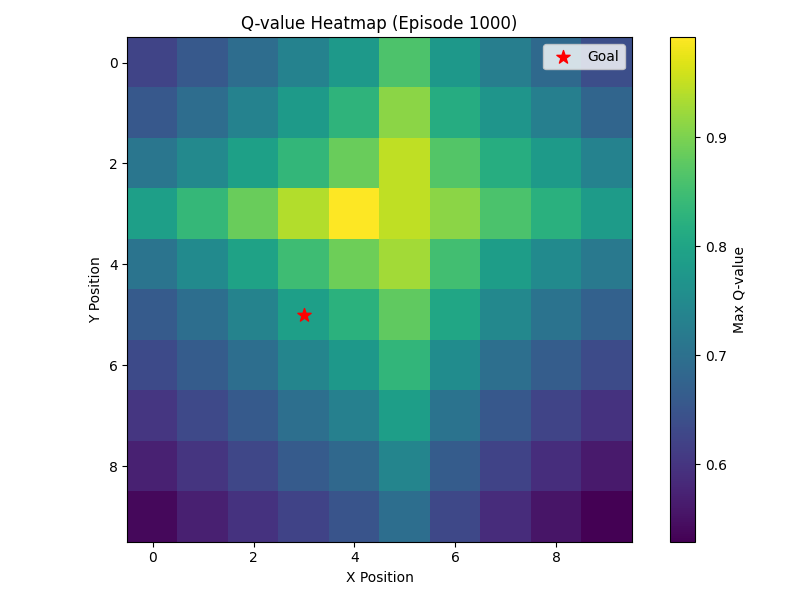 Q-value Heatmap (Episode 1000)
Goal
0
2
4
6
8
Y Position
0 2 4 6 8
X Position
0.9
0.8
0.7
0.6
Max Q-value